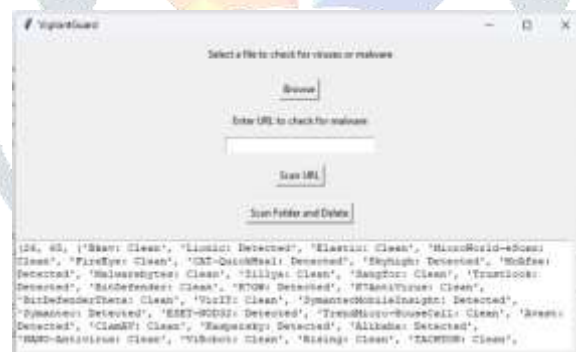 VigilantGuard
Select a file to check for viruses or malware
Browse
Enter URL to check for malware
Scan URL
Scan Folder and Delete
'Bkav: Clean', 'Lionic: Detected', 'Elastic: Clean', 'MicroWorld-eScan:
Clean', 'FireEye: Clean', 'CAT-QuickHeal: Detected', 'Skyhigh: Detected', 'McAfee:
Detected', 'Malwarebytes: Clean', 'Zillya: Clean', 'Sangfor: Clean', 'Trustlook:
Detected', 'BitDefender: Clean', 'K7GW: Detected', 'K7AntiVirus: Clean',
'BitDefenderTheta: Clean', 'VirIT: Clean', 'SymantecMobileInsight: Detected',
'Symantec: Detected', 'ESET-NOD32: Detected', 'TrendMicro-HouseCall: Clean', 'Avast:
Detected', 'ClamAV: Clean', 'Kaspersky: Detected', 'Alibaba: Detected',
'NANO-Antivirus: Clean', 'ViRobot: Clean', 'Rising: Clean', 'TACHYON: Clean',